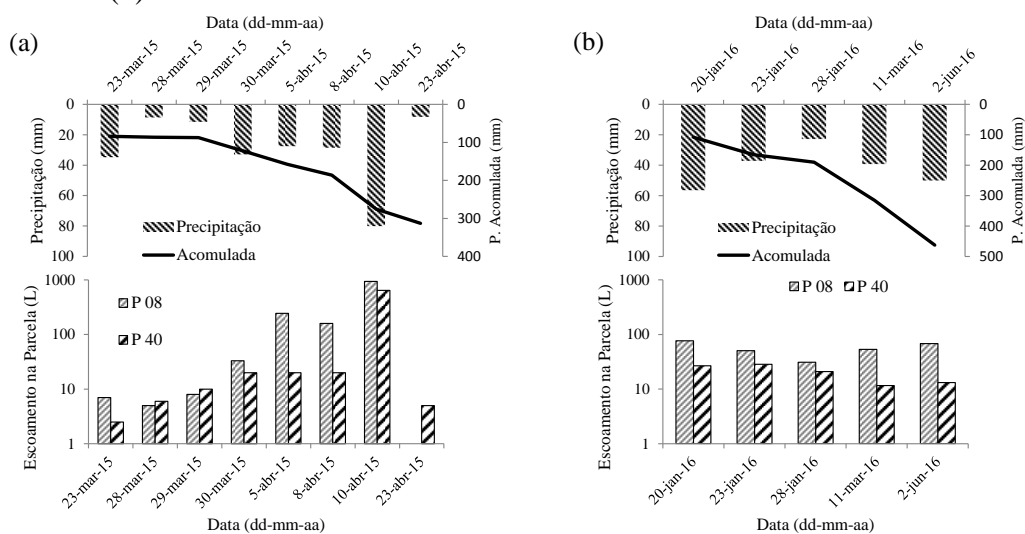 Data (dd-mm-aa)
(a)
23-mar-15
28-mar-15
29-mar-15
30-mar-15
5-abr-15
8-abr-15
10-abr-15
23-abr-15
Precipitação (mm)
0
20
40
60
80
100
P. Acumulada (mm)
0
100
200
300
400
Precipitação
Acomulada
Escoamento na Parcela (L)
1000
100
10
1
P 08
P 40
23-mar-15
28-mar-15
29-mar-15
30-mar-15
5-abr-15
8-abr-15
10-abr-15
23-abr-15
Data (dd-mm-aa)
Data (dd-mm-aa)
(b)
20-jan-16
23-jan-16
28-jan-16
11-mar-16
2-jun-16
Precipitação (mm)
0
20
40
60
80
100
P. Acumulada (mm)
0
100
200
300
400
500
Precipitação
Acomulada
Escoamento na Parcela (L)
1000
100
10
1
P 08 P 40
20-jan-16
23-jan-16
28-jan-16
11-mar-16
2-jun-16
Data (dd-mm-aa)